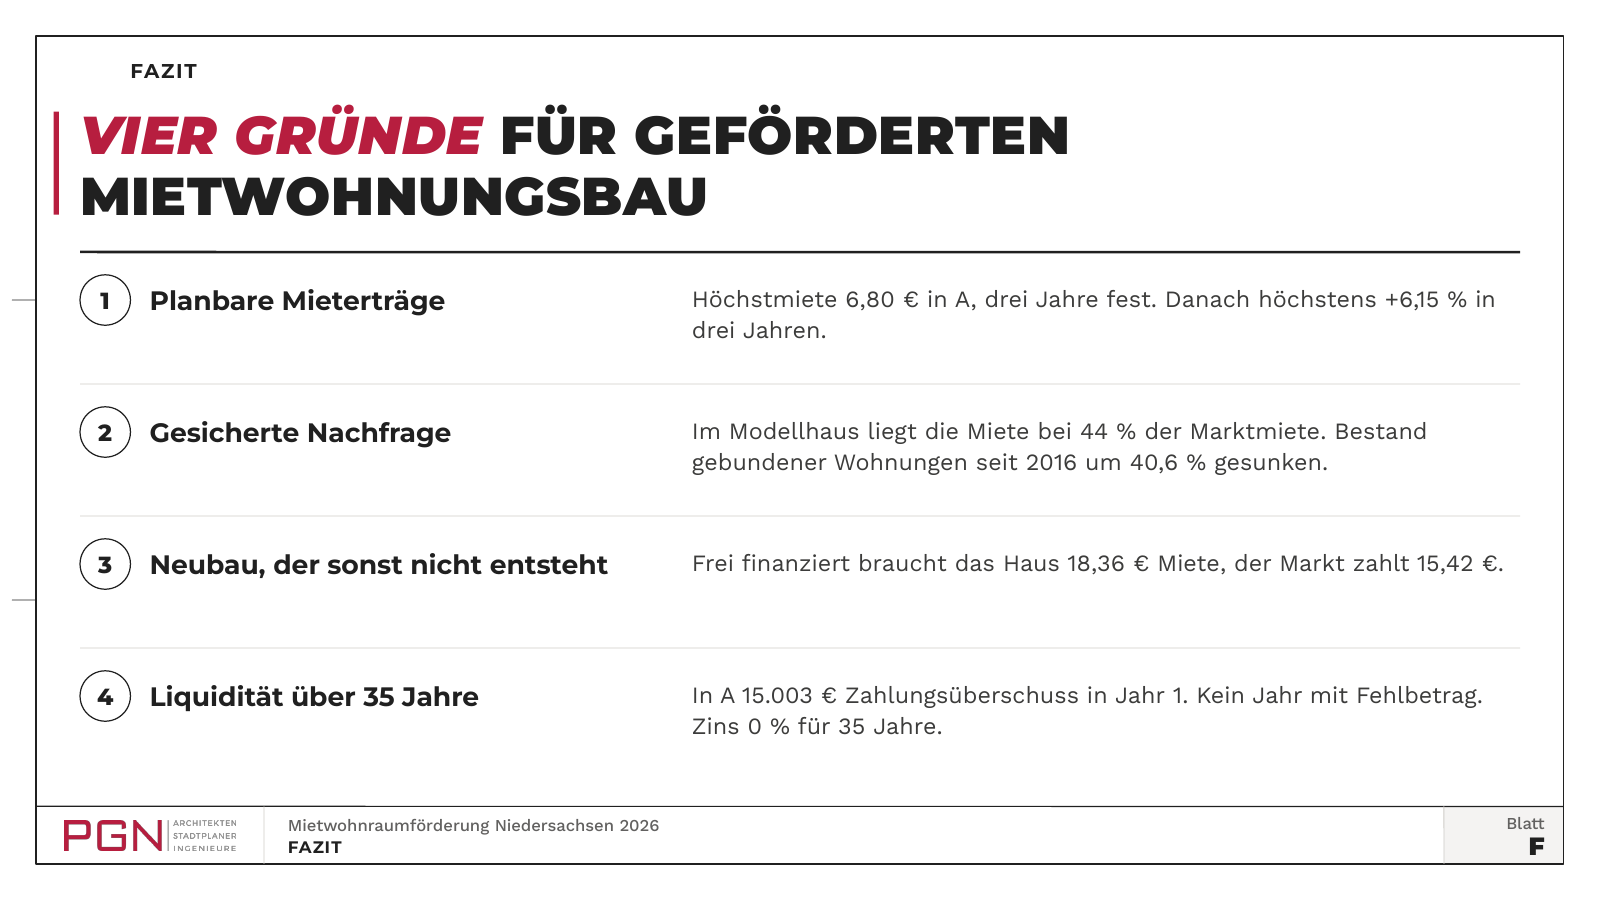 FAZIT
VIER GRÜNDE FÜR GEFÖRDERTEN
MIETWOHNUNGSBAU
1 Planbare Mieterträge
Höchstmiete 6,80 € in A, drei Jahre fest. Danach höchstens +6,15 % in
drei Jahren.
2 Gesicherte Nachfrage
Im Modellhaus liegt die Miete bei 44 % der Marktmiete. Bestand
gebundener Wohnungen seit 2016 um 40,6 % gesunken.
3 Neubau, der sonst nicht entsteht
Frei finanziert braucht das Haus 18,36 € Miete, der Markt zahlt 15,42 €.
4 Liquidität über 35 Jahre
In A 15.003 € Zahlungsüberschuss in Jahr 1. Kein Jahr mit Fehlbetrag.
Zins 0 % für 35 Jahre.
PGN
ARCHITEKTEN
STADTPLANER
INGENIEURE
Mietwohnraumförderung Niedersachsen 2026
FAZIT
Blatt
F